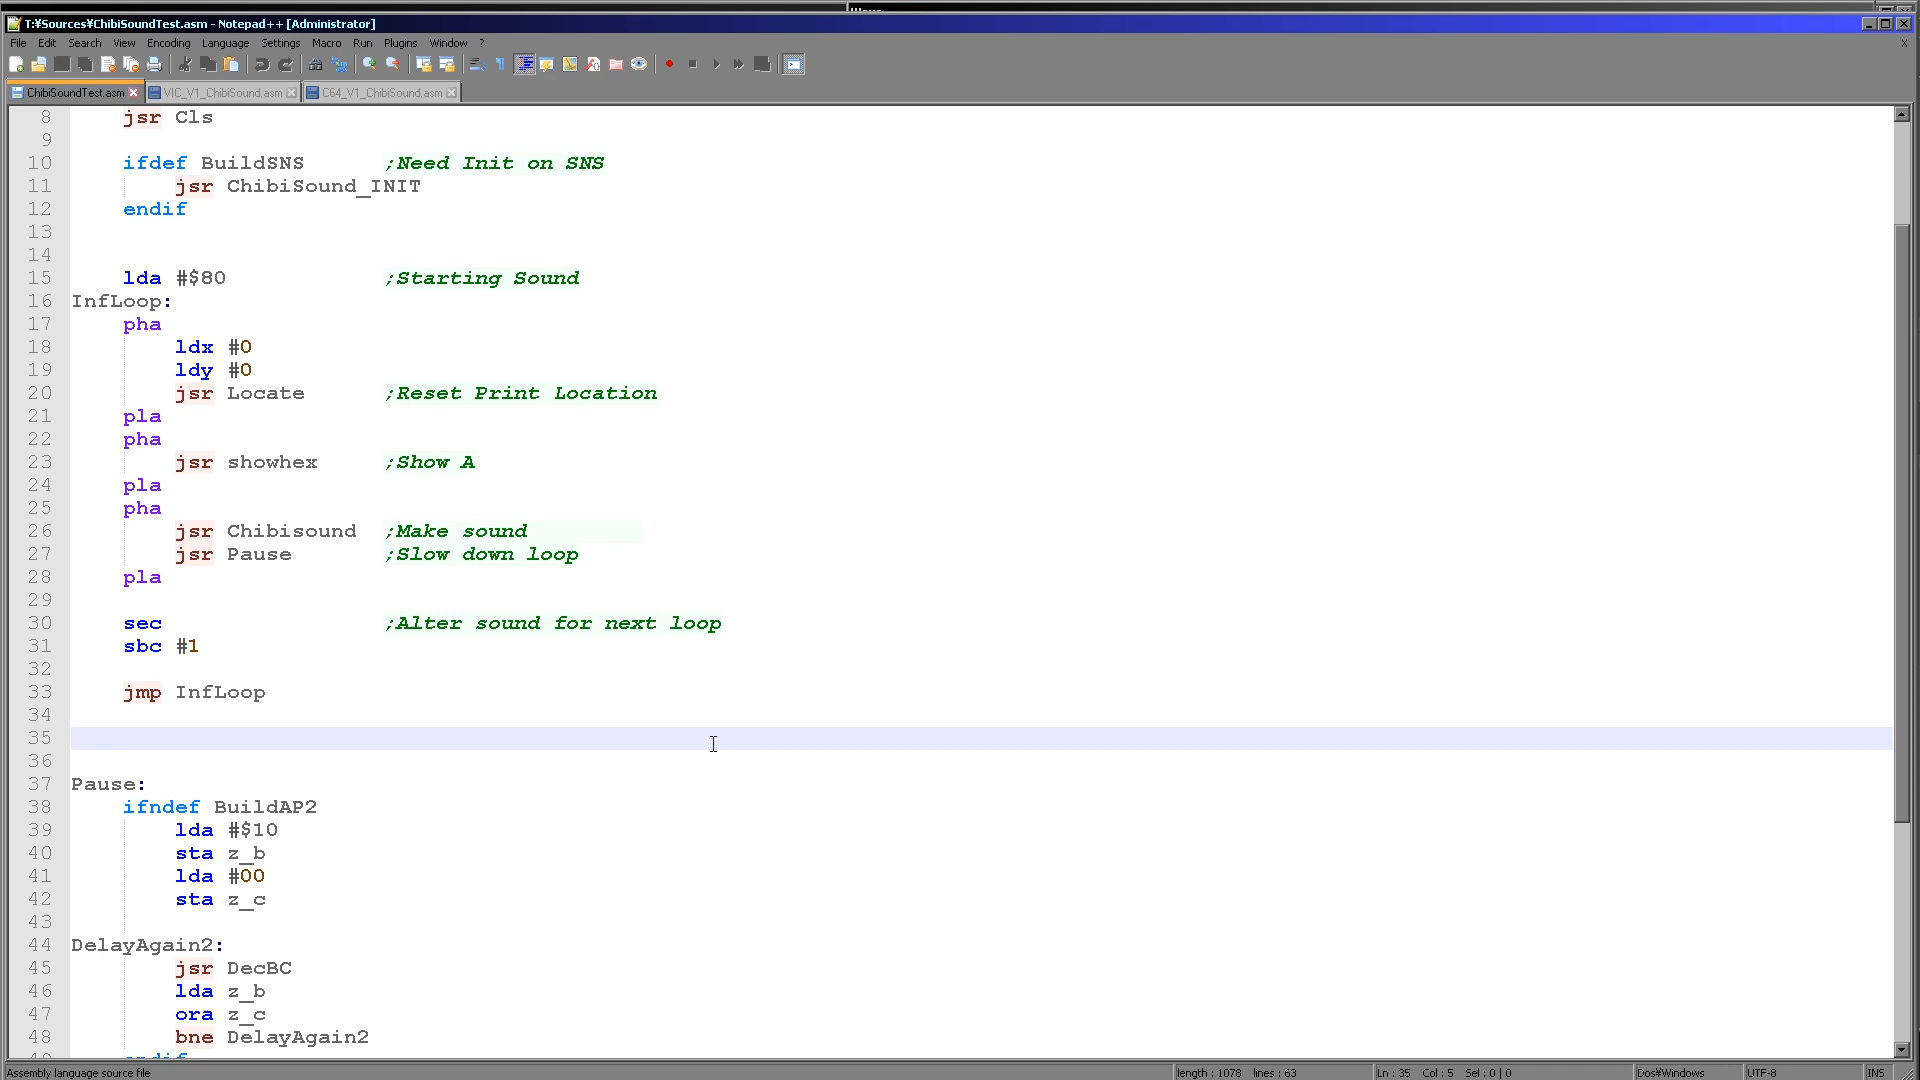 T:¥Sources¥ChibiSoundTest.asm - Notepad++ [Administrator]
File Edit Search View Encoding Language Settings Macro Run Plugins Window ? X
ChibiSoundTest.asm VIC_V1_ChibiSound.asm C64_V1_ChibiSound.asm
8 jsr Cls
9
10 ifdef BuildSNS ;Need Init on SNS
11 jsr ChibiSound_INIT
12 endif
13
14
15 lda #$80 ;Starting Sound
16 InfLoop:
17 pha
18 ldx #0
19 ldy #0
20 jsr Locate ;Reset Print Location
21 pla
22 pha
23 jsr showhex ;Show A
24 pla
25 pha
26 jsr Chibisound ;Make sound
27 jsr Pause ;Slow down loop
28 pla
29
30 sec ;Alter sound for next loop
31 sbc #1
32
33 jmp InfLoop
34
35
36
37 Pause:
38 ifndef BuildAP2
39 lda #$10
40 sta z_b
41 lda #00
42 sta z_c
43
44 DelayAgain2:
45 jsr DecBC
46 lda z_b
47 ora z_c
48 bne DelayAgain2
49 endif
Assembly language source file length : 1078 lines : 63 Ln : 35 Col : 5 Sel : 0 | 0 Dos¥Windows UTF-8 INS